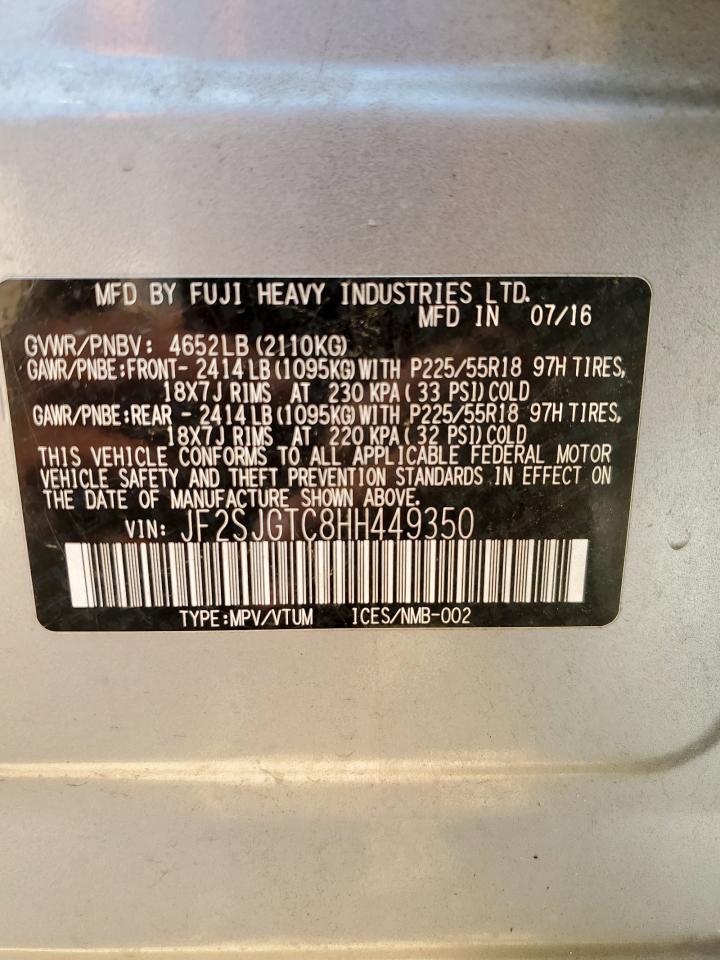 MFD BY FUJI HEAVY INDUSTRIES LTD.
MFD IN 07/16
GVWR/PNBV: 4652LB (2110KG)
GAWR/PNBE:FRONT- 2414 LB (1095KG) WITH P225/55R18 97H TIRES,
18X7J RIMS AT 230 KPA ( 33 PSI) COLD
GAWR/PNBE:REAR - 2414 LB (1095KG) WITH P225/55R18 97H TIRES,
18X7J RIMS AT 220 KPA ( 32 PSI) COLD
THIS VEHICLE CONFORMS TO ALL APPLICABLE FEDERAL MOTOR
VEHICLE SAFETY AND THEFT PREVENTION STANDARDS IN EFFECT ON
THE DATE OF MANUFACTURE SHOWN ABOVE.
VIN: JF2SJGTC8HH449350
TYPE:MPV/VTUM ICES/NMB-002